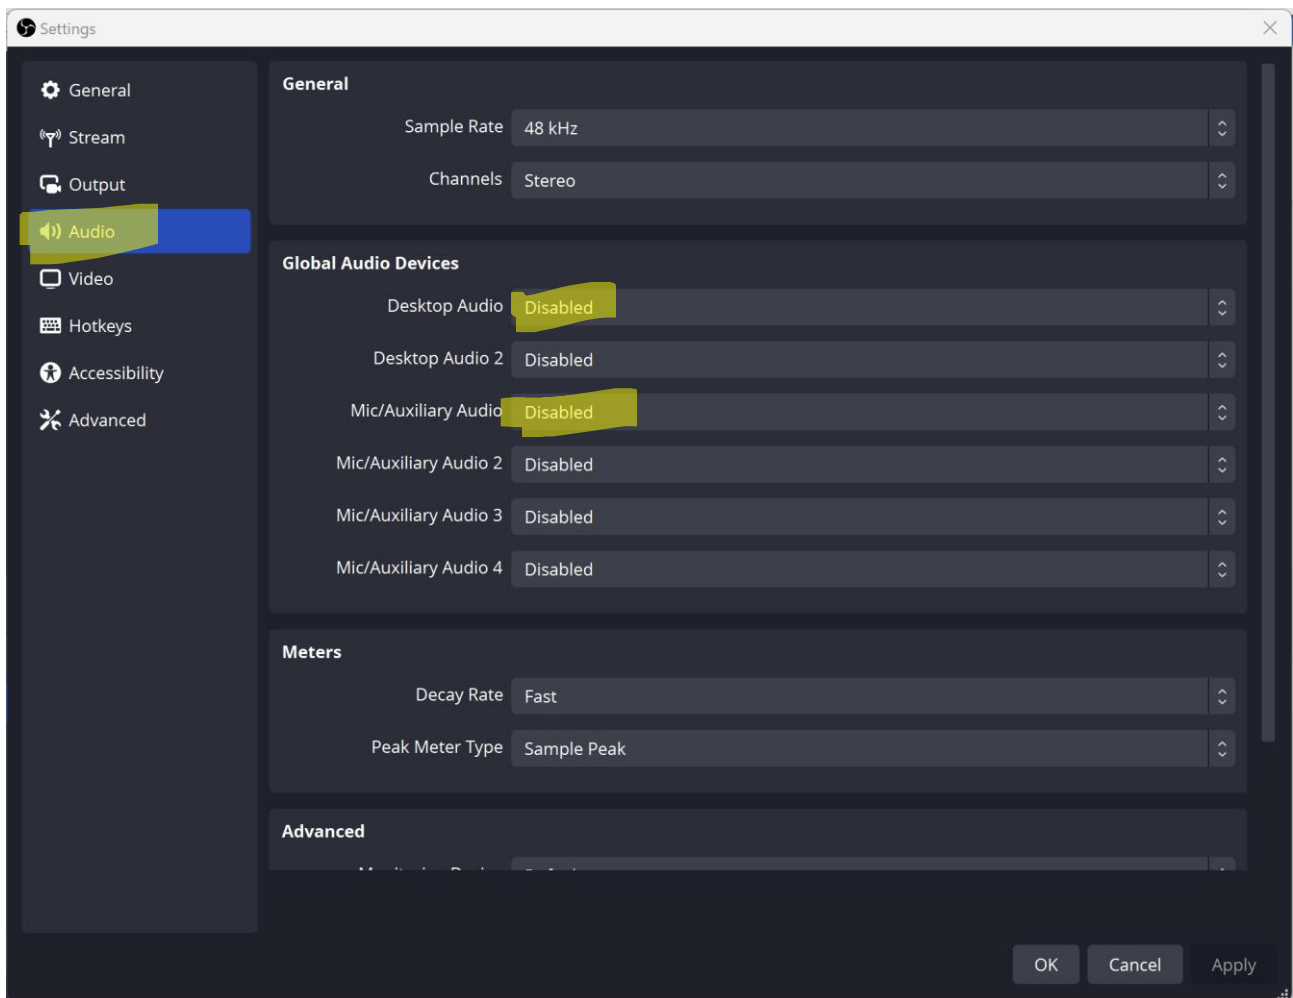 Settings
General
Stream
Output
Audio
Video
Hotkeys
Accessibility
Advanced
General
Sample Rate 48 kHz
Channels Stereo
Global Audio Devices
Desktop Audio Disabled
Desktop Audio 2 Disabled
Mic/Auxiliary Audio Disabled
Mic/Auxiliary Audio 2 Disabled
Mic/Auxiliary Audio 3 Disabled
Mic/Auxiliary Audio 4 Disabled
Meters
Decay Rate Fast
Peak Meter Type Sample Peak
Advanced
OK Cancel Apply